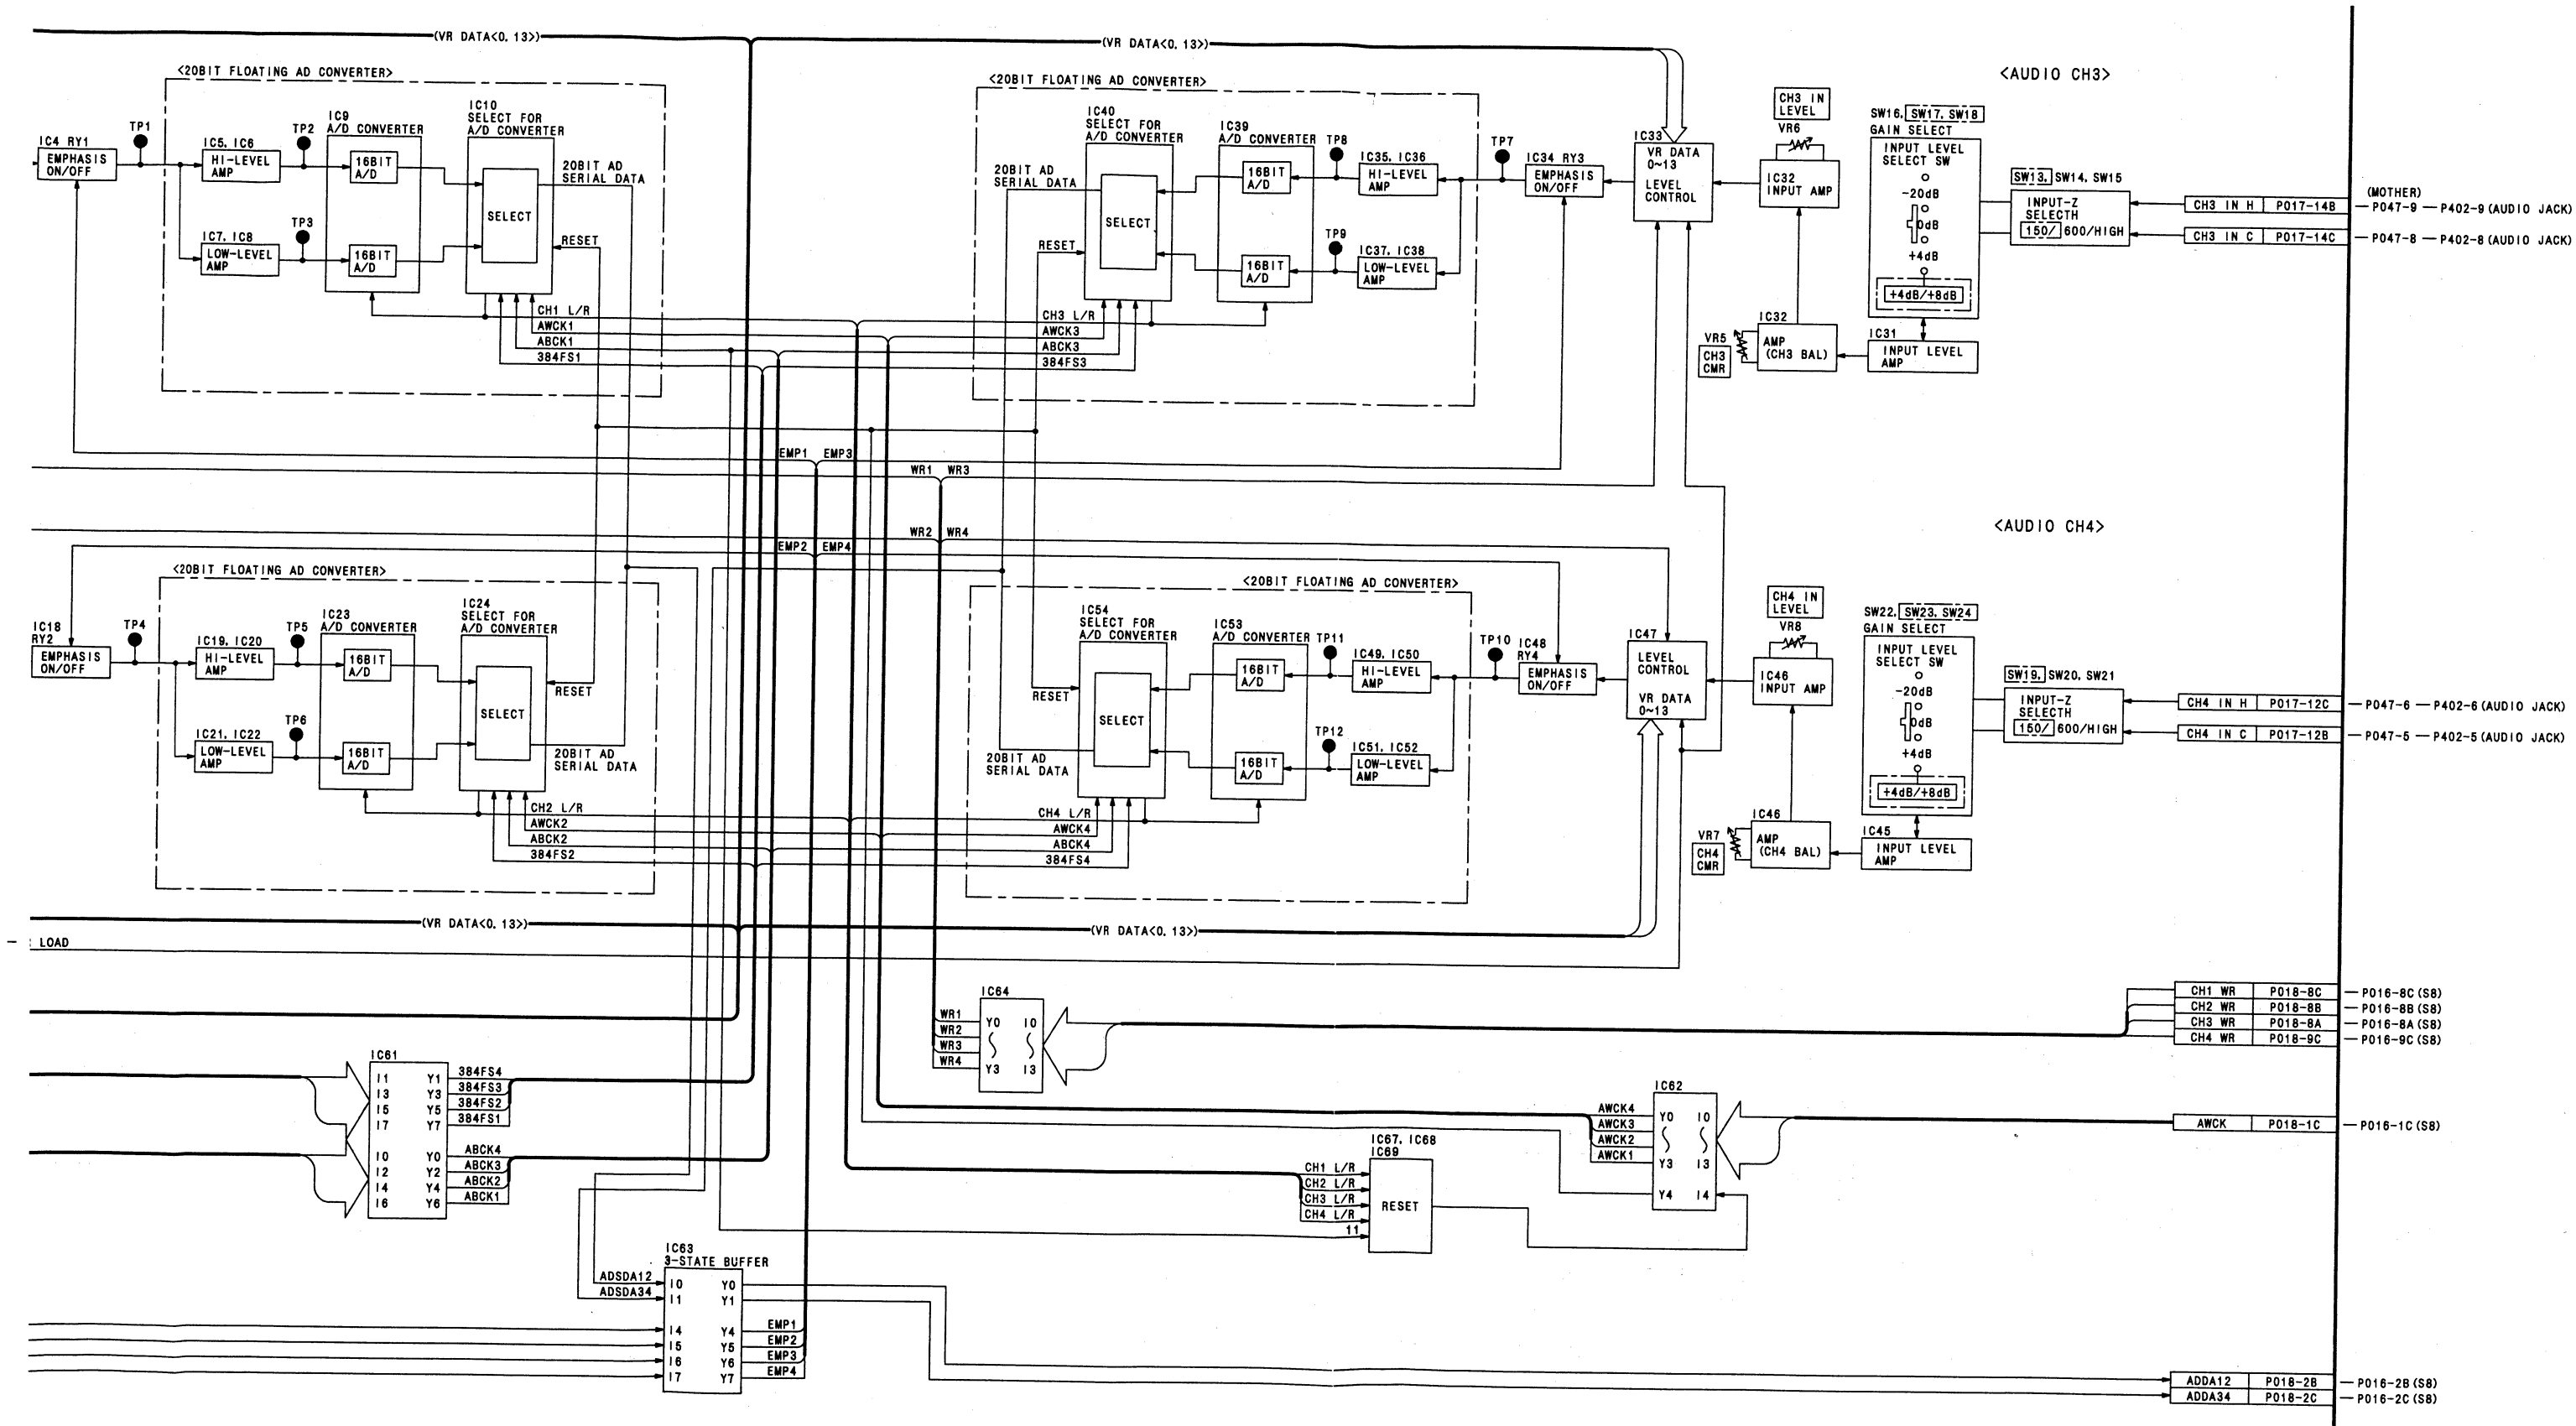 (VR DATA<0. 13>)
(VR DATA<0. 13>)
<AUDIO CH3>
<20BIT FLOATING AD CONVERTER>
IC4 RY1
EMPHASIS
ON/OFF
TP1
IC5. IC6
HI-LEVEL
AMP
TP2
IC7. IC8
LOW-LEVEL
AMP
TP3
IC9
A/D CONVERTER
16BIT
A/D
16BIT
A/D
IC10
SELECT FOR
A/D CONVERTER
SELECT
20BIT AD
SERIAL DATA
RESET
CH1 L/R
AWCK1
ABCK1
384FS1
<20BIT FLOATING AD CONVERTER>
IC40
SELECT FOR
A/D CONVERTER
SELECT
20BIT AD
SERIAL DATA
RESET
IC39
A/D CONVERTER
16BIT
A/D
16BIT
A/D
TP8
IC35. IC36
HI-LEVEL
AMP
TP9
IC37. IC38
LOW-LEVEL
AMP
CH3 L/R
AWCK3
ABCK3
384FS3
TP7
IC34 RY3
EMPHASIS
ON/OFF
IC33
VR DATA
0~13
LEVEL
CONTROL
CH3 IN
LEVEL
VR6
IC32
INPUT AMP
IC32
AMP
(CH3 BAL)
VR5
CH3
CMR
SW16. SW17. SW18
GAIN SELECT
INPUT LEVEL
SELECT SW
-20dB
0dB
+4dB
+4dB/+8dB
IC31
INPUT LEVEL
AMP
SW13. SW14. SW15
INPUT-Z
SELECTH
150/ 600/HIGH
CH3 IN H P017-14B
CH3 IN C P017-14C
(MOTHER)
P047-9 — P402-9 (AUDIO JACK)
P047-8 — P402-8 (AUDIO JACK)
EMP1 EMP3
WR1 WR3
WR2 WR4
EMP2 EMP4
<AUDIO CH4>
<20BIT FLOATING AD CONVERTER>
IC18
RY2
EMPHASIS
ON/OFF
TP4
IC19. IC20
HI-LEVEL
AMP
TP5
IC21. IC22
LOW-LEVEL
AMP
TP6
IC23
A/D CONVERTER
16BIT
A/D
16BIT
A/D
IC24
SELECT FOR
A/D CONVERTER
SELECT
RESET
20BIT AD
SERIAL DATA
CH2 L/R
AWCK2
ABCK2
384FS2
<20BIT FLOATING AD CONVERTER>
IC54
SELECT FOR
A/D CONVERTER
SELECT
RESET
20BIT AD
SERIAL DATA
IC53
A/D CONVERTER
16BIT
A/D
16BIT
A/D
TP11
IC49. IC50
HI-LEVEL
AMP
TP12
IC51. IC52
LOW-LEVEL
AMP
CH4 L/R
AWCK4
ABCK4
384FS4
TP10
IC48
RY4
EMPHASIS
ON/OFF
IC47
LEVEL
CONTROL
VR DATA
0~13
CH4 IN
LEVEL
VR8
IC46
INPUT AMP
IC46
AMP
(CH4 BAL)
VR7
CH4
CMR
SW22. SW23. SW24
GAIN SELECT
INPUT LEVEL
SELECT SW
-20dB
0dB
+4dB
+4dB/+8dB
IC45
INPUT LEVEL
AMP
SW19. SW20. SW21
INPUT-Z
SELECTH
150/ 600/HIGH
CH4 IN H P017-12C
CH4 IN C P017-12B
P047-6 — P402-6 (AUDIO JACK)
P047-5 — P402-5 (AUDIO JACK)
(VR DATA<0. 13>)
(VR DATA<0. 13>)
LOAD
IC64
WR1 Y0 I0
WR2
WR3
WR4 Y3 I3
CH1 WR P018-8C — P016-8C (S8)
CH2 WR P018-8B — P016-8B (S8)
CH3 WR P018-8A — P016-8A (S8)
CH4 WR P018-9C — P016-9C (S8)
IC61
I1 Y1 384FS4
I3 Y3 384FS3
I5 Y5 384FS2
I7 Y7 384FS1
I0 Y0 ABCK4
I2 Y2 ABCK3
I4 Y4 ABCK2
I6 Y6 ABCK1
IC62
AWCK4 Y0 I0
AWCK3
AWCK2
AWCK1 Y3 I3
Y4 I4
AWCK P018-1C — P016-1C (S8)
IC67. IC68
IC69
CH1 L/R
CH2 L/R
CH3 L/R
CH4 L/R
11
RESET
IC63
3-STATE BUFFER
ADSDA12 I0 Y0
ADSDA34 I1 Y1
I4 Y4 EMP1
I5 Y5 EMP2
I6 Y6 EMP3
I7 Y7 EMP4
ADDA12 P018-2B — P016-2B (S8)
ADDA34 P018-2C — P016-2C (S8)